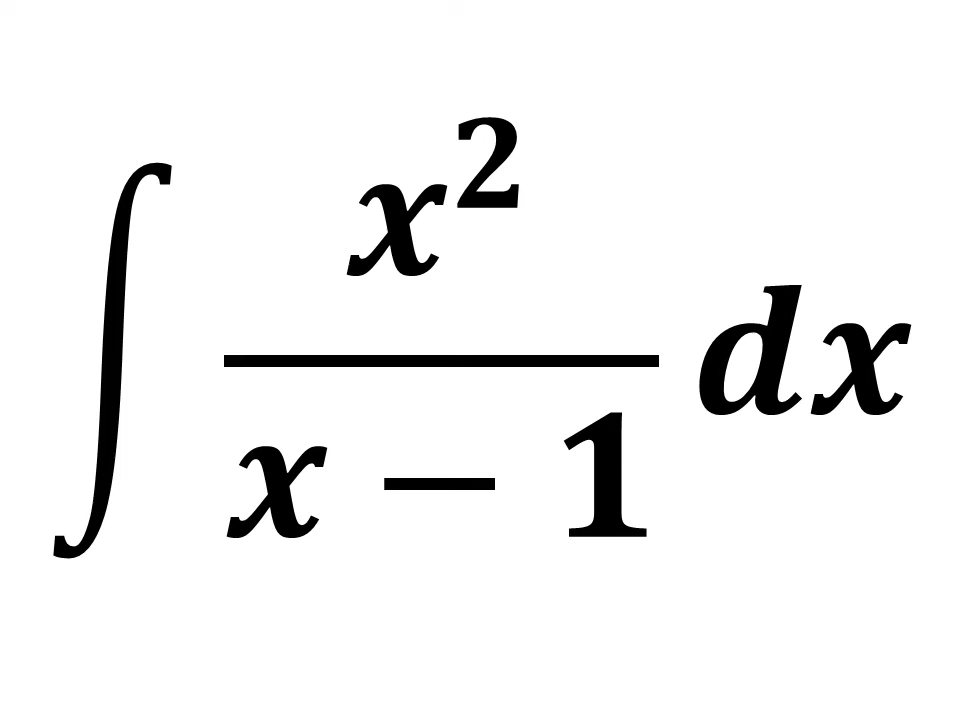 ∫ x²/(x − 1) dx